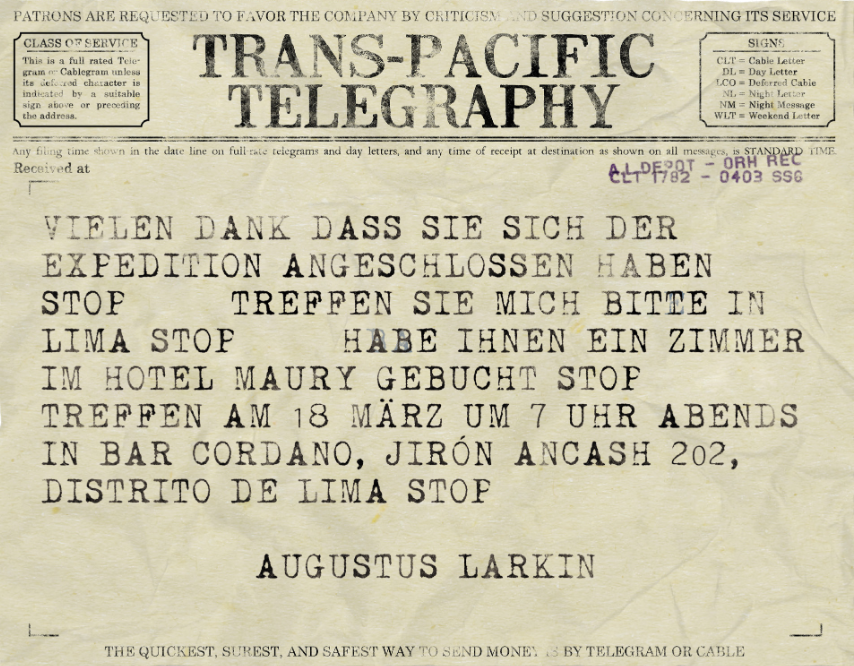 PATRONS ARE REQUESTED TO FAVOR THE COMPANY BY CRITICISM AND SUGGESTION CONCERNING ITS SERVICE
CLASS OF SERVICE
This is a full rated Tele-
gram or Cablegram unless
its deferred character is
indicated by a suitable
sign above or preceding
the address.
TRANS-PACIFIC
TELEGRAPHY
SIGNS
CLT = Cable Letter
DL = Day Letter
LCO = Deferred Cable
NL = Night Letter
NM = Night Message
WLT = Weekend Letter
Any filing time shown in the date line on full-rate telegrams and day letters, and any time of receipt at destination as shown on all messages, is STANDARD TIME.
Received at
A.I. DEPOT - ORH REC
CLT 1782 - 0403 SSG
VIELEN DANK DASS SIE SICH DER
EXPEDITION ANGESCHLOSSEN HABEN
STOP TREFFEN SIE MICH BITTE IN
LIMA STOP HABE IHNEN EIN ZIMMER
IM HOTEL MAURY GEBUCHT STOP
TREFFEN AM 18 MÄRZ UM 7 UHR ABENDS
IN BAR CORDANO, JIRÓN ANCASH 202,
DISTRITO DE LIMA STOP
AUGUSTUS LARKIN
THE QUICKEST, SUREST, AND SAFEST WAY TO SEND MONEY IS BY TELEGRAM OR CABLE